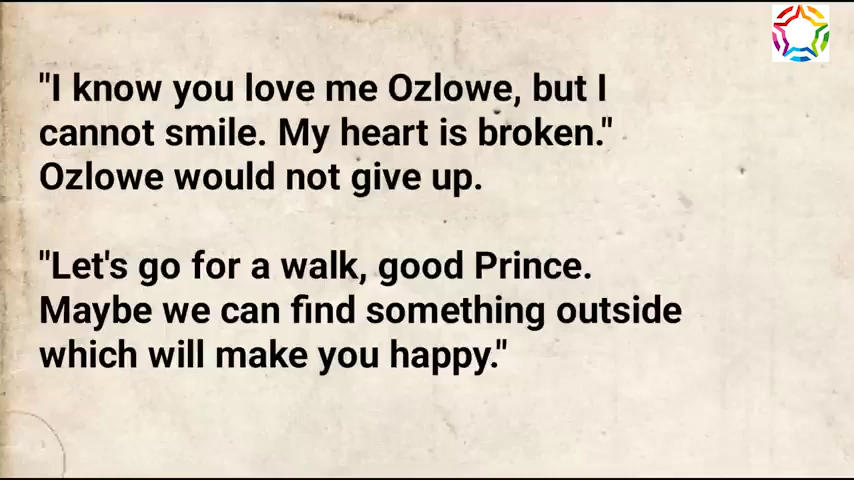 "I know you love me Ozlowe, but I
cannot smile. My heart is broken."
Ozlowe would not give up.
"Let's go for a walk, good Prince.
Maybe we can find something outside
which will make you happy."